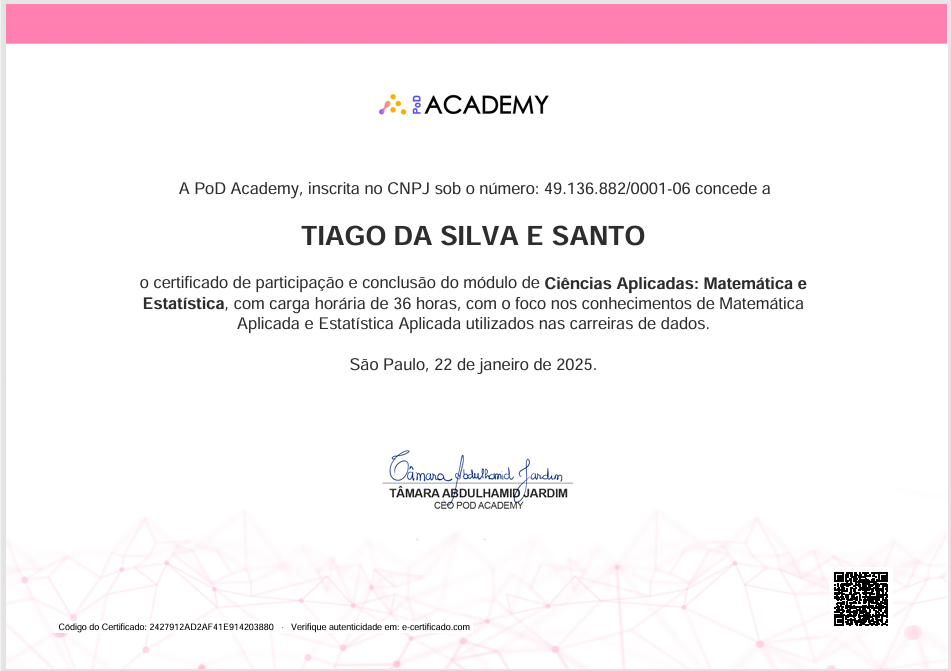 PoD ACADEMY
A PoD Academy, inscrita no CNPJ sob o número: 49.136.882/0001-06 concede a
TIAGO DA SILVA E SANTO
o certificado de participação e conclusão do módulo de Ciências Aplicadas: Matemática e
Estatística, com carga horária de 36 horas, com o foco nos conhecimentos de Matemática
Aplicada e Estatística Aplicada utilizados nas carreiras de dados.
São Paulo, 22 de janeiro de 2025.
Tâmara Abdulhamid Jardim
TÂMARA ABDULHAMID JARDIM
CEO POD ACADEMY
Código do Certificado: 2427912AD2AF41E914203880 · Verifique autenticidade em: e-certificado.com